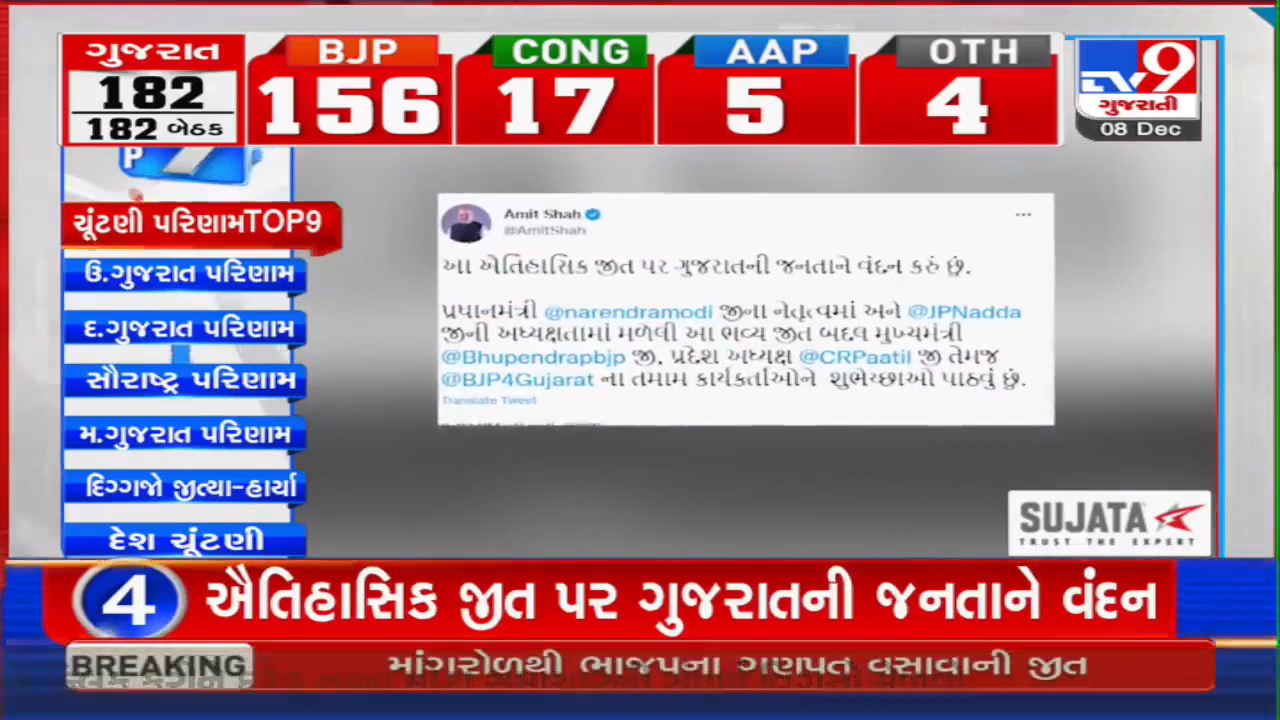 ગુજરાત
182
182 બેઠક
BJP
156
CONG
17
AAP
5
OTH
4
TV9
ગુજરાતી
08 Dec
P
ચૂંટણી પરિણામTOP9
ઉ.ગુજરાત પરિણામ
દ.ગુજરાત પરિણામ
સૌરાષ્ટ્ર પરિણામ
મ.ગુજરાત પરિણામ
દિગ્ગજો જીત્યા-હાર્યા
દેશ ચૂંટણી
Amit Shah
@AmitShah
આ ઐતિહાસિક જીત પર ગુજરાતની જનતાને વંદન કરું છું.
પ્રધાનમંત્રી @narendramodi જીના નેતૃત્વમાં અને @JPNadda
જીની અધ્યક્ષતામાં મળેલી આ ભવ્ય જીત બદલ મુખ્યમંત્રી
@Bhupendrapbjp જી, પ્રદેશ અધ્યક્ષ @CRPaatil જી તેમજ
@BJP4Gujarat ના તમામ કાર્યકર્તાઓને શુભેચ્છાઓ પાઠવું છું.
Translate Tweet
SUJATA
TRUST THE EXPERT
4 ઐતિહાસિક જીત પર ગુજરાતની જનતાને વંદન
BREAKING માંગરોળથી ભાજપના ગણપત વસાવાની જીત